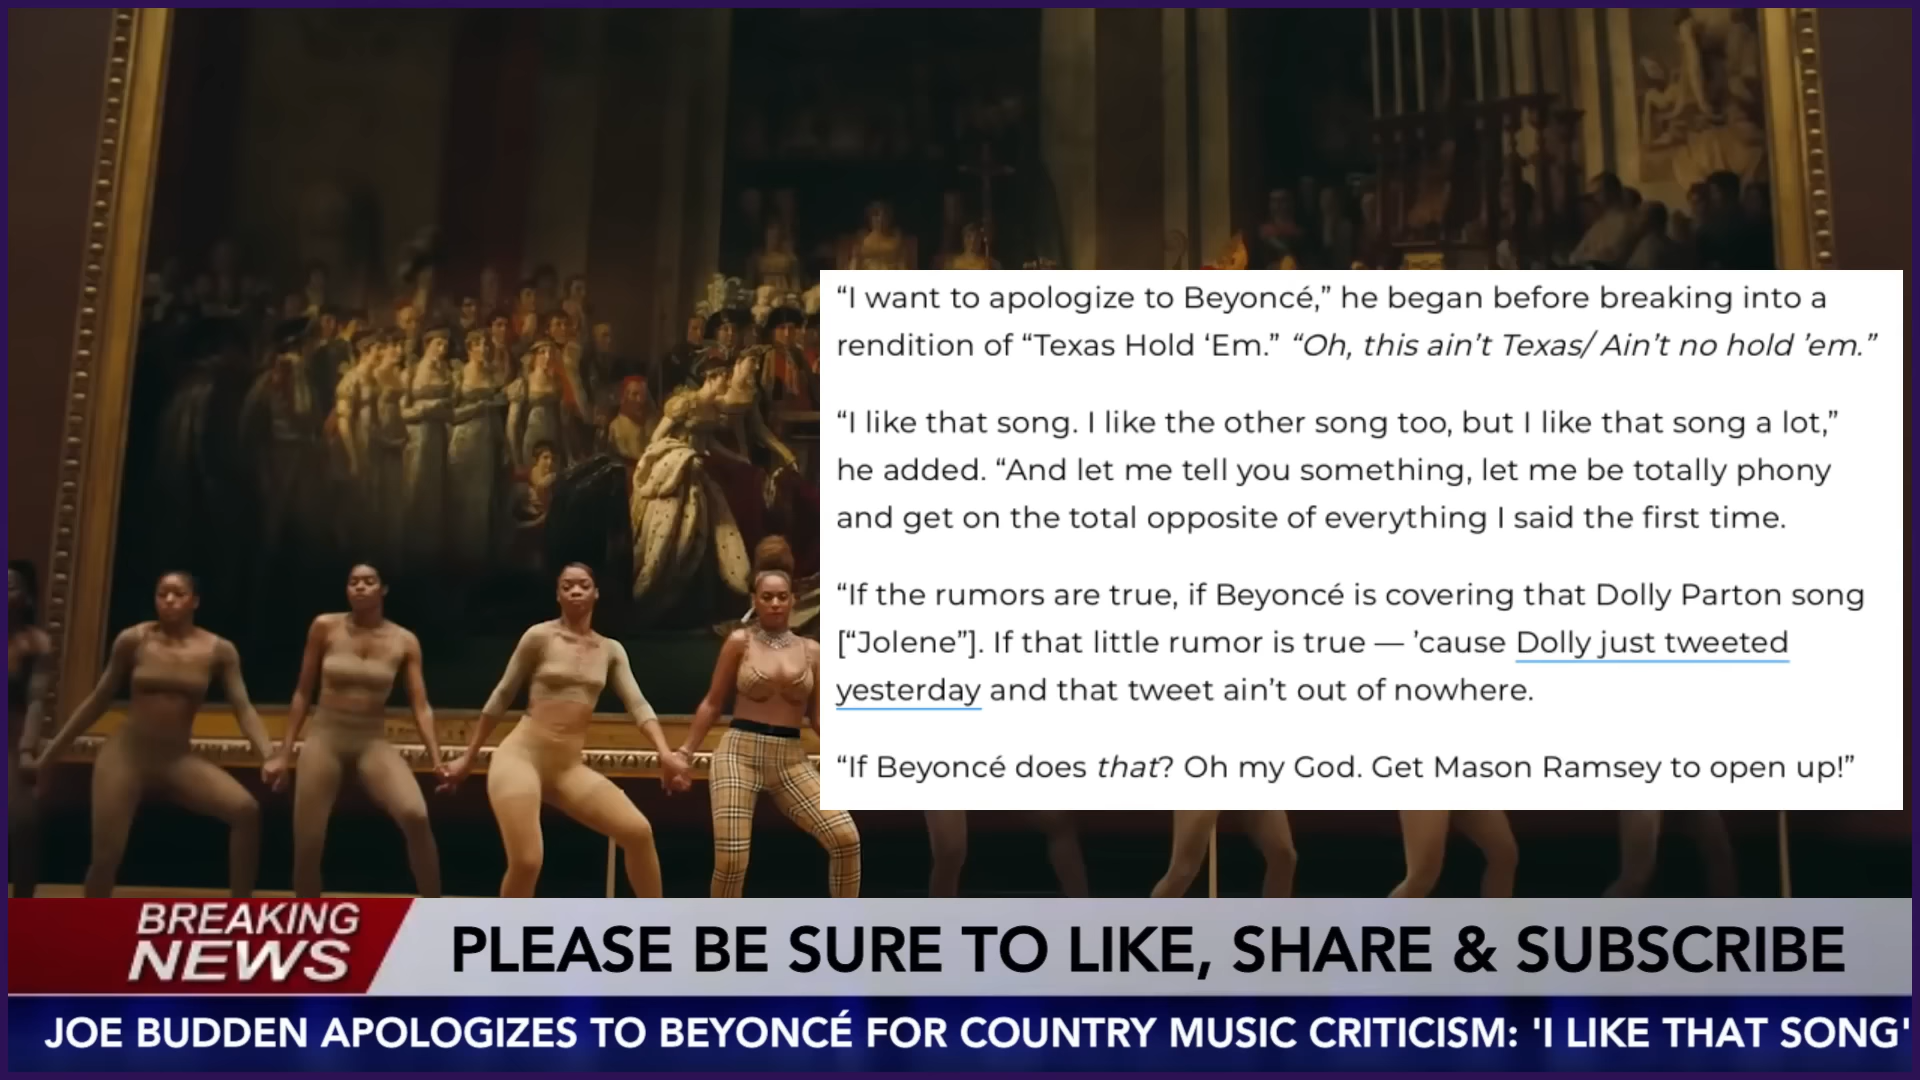 “I want to apologize to Beyoncé,” he began before breaking into a
rendition of “Texas Hold ‘Em.” “Oh, this ain’t Texas/ Ain’t no hold ’em.”
“I like that song. I like the other song too, but I like that song a lot,”
he added. “And let me tell you something, let me be totally phony
and get on the total opposite of everything I said the first time.
“If the rumors are true, if Beyoncé is covering that Dolly Parton song
[“Jolene”]. If that little rumor is true — ’cause Dolly just tweeted
yesterday and that tweet ain’t out of nowhere.
“If Beyoncé does that? Oh my God. Get Mason Ramsey to open up!”
BREAKING
NEWS
PLEASE BE SURE TO LIKE, SHARE & SUBSCRIBE
JOE BUDDEN APOLOGIZES TO BEYONCÉ FOR COUNTRY MUSIC CRITICISM: 'I LIKE THAT SONG'